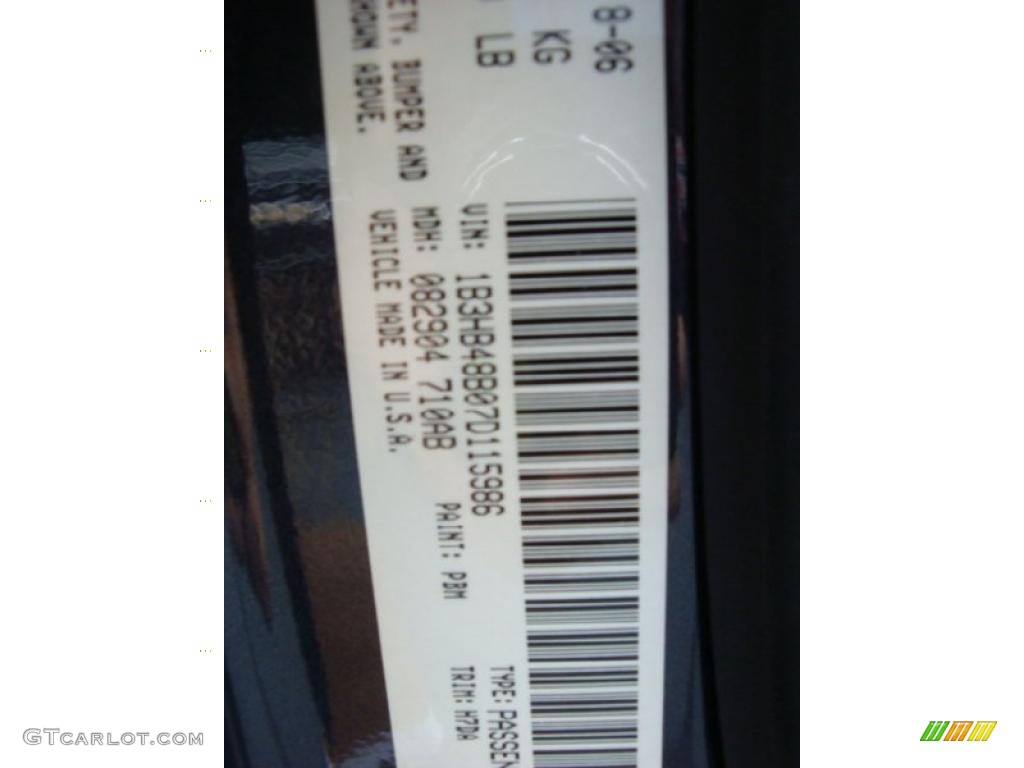 8-06
KG
LB
ETY, BUMPER AND
HOWN ABOVE.
VIN: 1B3HB48B07D115986
MDH: 082904 710AB
VEHICLE MADE IN U.S.A.
PAINT: PBM
TYPE: PASSEN
TRIM: H7DA
GTCARLOT.COM